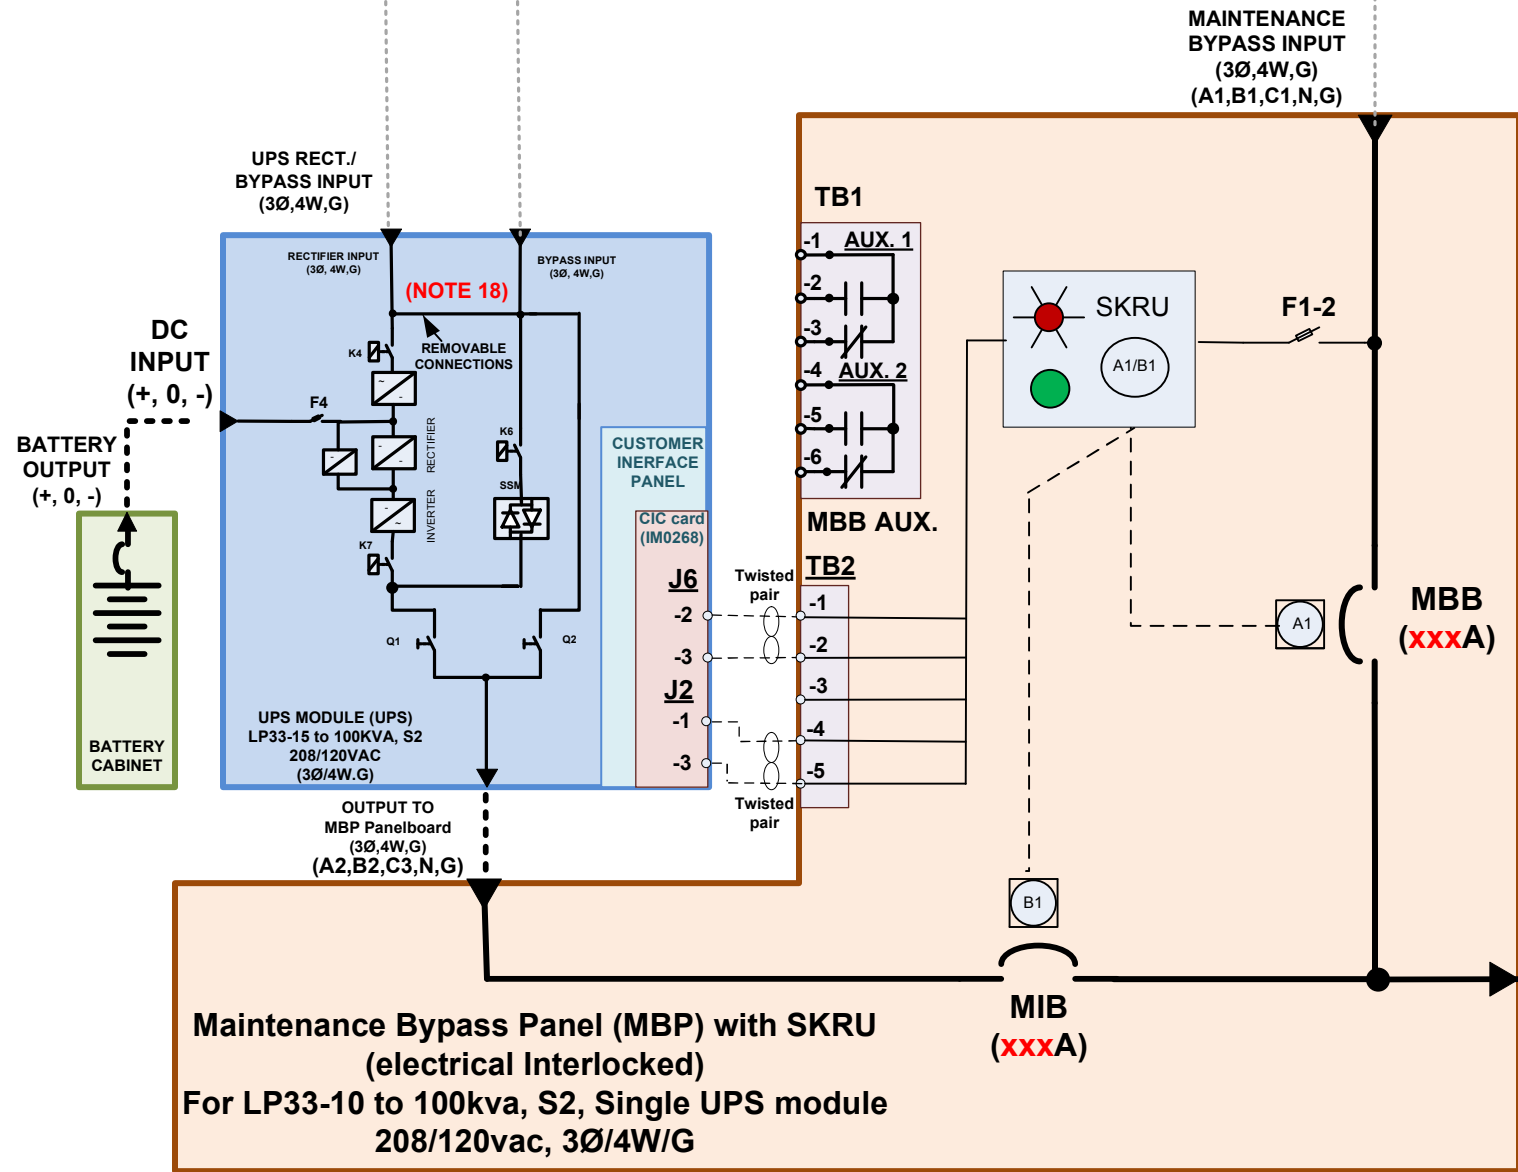 MAINTENANCE
BYPASS INPUT
(3Ø,4W,G)
(A1,B1,C1,N,G)
UPS RECT./
BYPASS INPUT
(3Ø,4W,G)
RECTIFIER INPUT
(3Ø, 4W,G)
BYPASS INPUT
(3Ø, 4W,G)
(NOTE 18)
REMOVABLE
CONNECTIONS
DC
INPUT
(+, 0, -)
BATTERY
OUTPUT
(+, 0, -)
BATTERY
CABINET
K4
F4
RECTIFIER
INVERTER
K7
K6
SSM
Q1
Q2
UPS MODULE (UPS)
LP33-15 to 100KVA, S2
208/120VAC
(3Ø/4W.G)
CUSTOMER
INERFACE
PANEL
CIC card
(IM0268)
J6
-2
-3
J2
-1
-3
Twisted
pair
Twisted
pair
TB1
-1
AUX. 1
-2
-3
-4
AUX. 2
-5
-6
MBB AUX.
TB2
-1
-2
-3
-4
-5
SKRU
A1/B1
F1-2
A1
MBB
(xxxA)
B1
MIB
(xxxA)
OUTPUT TO
MBP Panelboard
(3Ø,4W,G)
(A2,B2,C3,N,G)
Maintenance Bypass Panel (MBP) with SKRU
(electrical Interlocked)
For LP33-10 to 100kva, S2, Single UPS module
208/120vac, 3Ø/4W/G